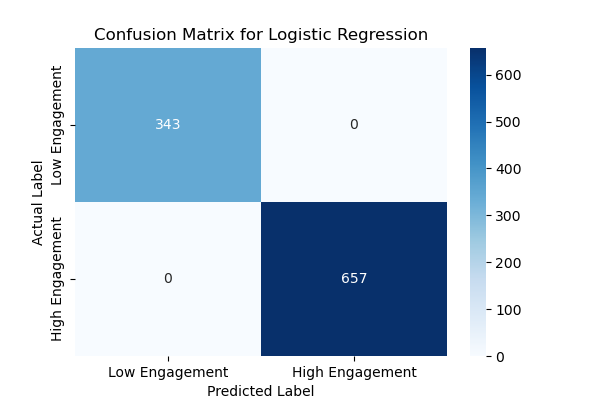 Confusion Matrix for Logistic Regression
Actual Label
Low Engagement
High Engagement
343
0
0
657
Low Engagement
High Engagement
Predicted Label
600
500
400
300
200
100
0